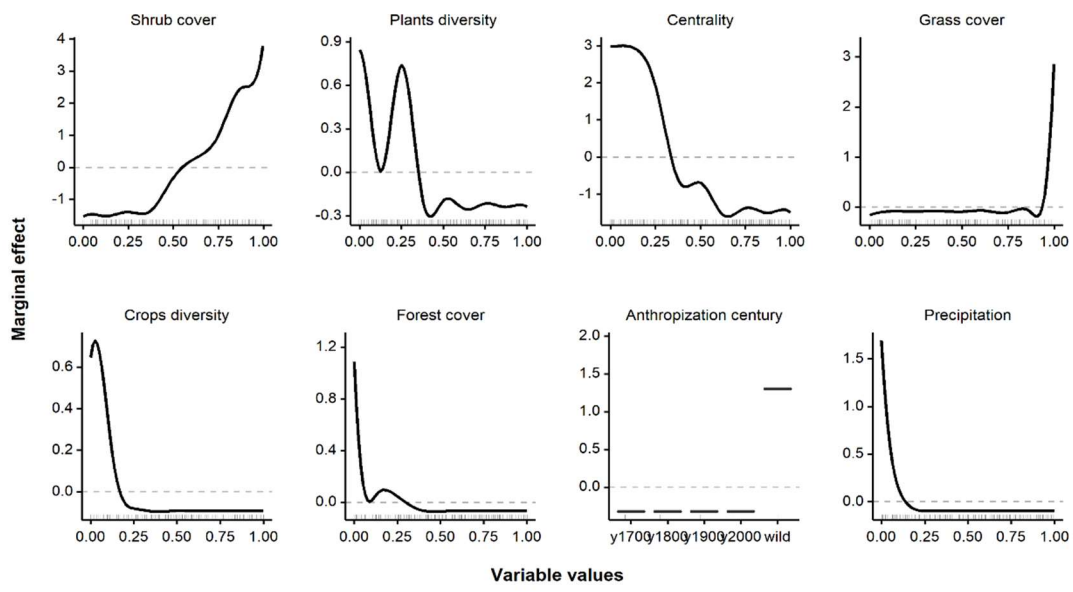 Shrub cover
Plants diversity
Centrality
Grass cover
4
3
2
1
0
-1
0.00 0.25 0.50 0.75 1.00
0.9
0.6
0.3
0.0
-0.3
0.00 0.25 0.50 0.75 1.00
3
2
1
0
-1
0.00 0.25 0.50 0.75 1.00
3
2
1
0
0.00 0.25 0.50 0.75 1.00
Marginal effect
Crops diversity
Forest cover
Anthropization century
Precipitation
0.6
0.4
0.2
0.0
0.00 0.25 0.50 0.75 1.00
1.2
0.8
0.4
0.0
0.00 0.25 0.50 0.75 1.00
2.0
1.5
1.0
0.5
0.0
y1700 y1800 y1900 y2000 wild
1.5
1.0
0.5
0.0
0.00 0.25 0.50 0.75 1.00
Variable values